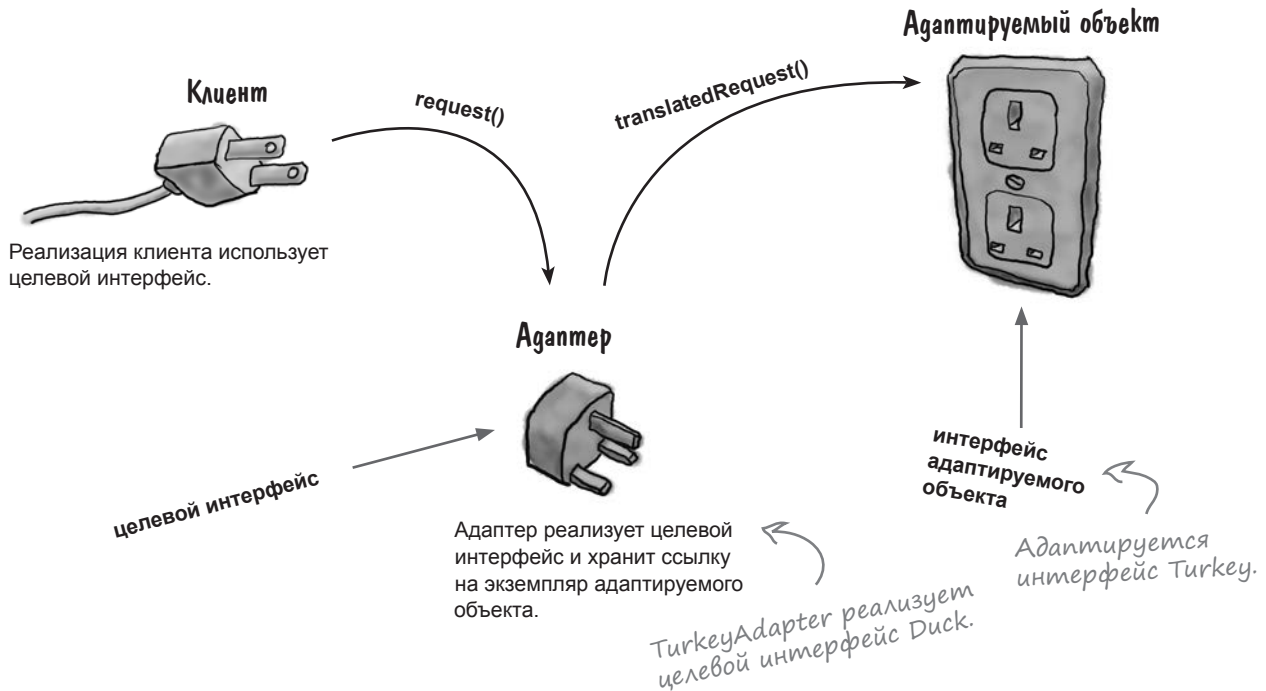 Адаптируемый объект
Клиент
request()
translatedRequest()
Реализация клиента использует
целевой интерфейс.
Адаптер
целевой интерфейс
интерфейс
адаптируемого
объекта
Адаптер реализует целевой
интерфейс и хранит ссылку
на экземпляр адаптируемого
объекта.
Адаптируется
интерфейс Turkey.
TurkeyAdapter реализует
целевой интерфейс Duck.